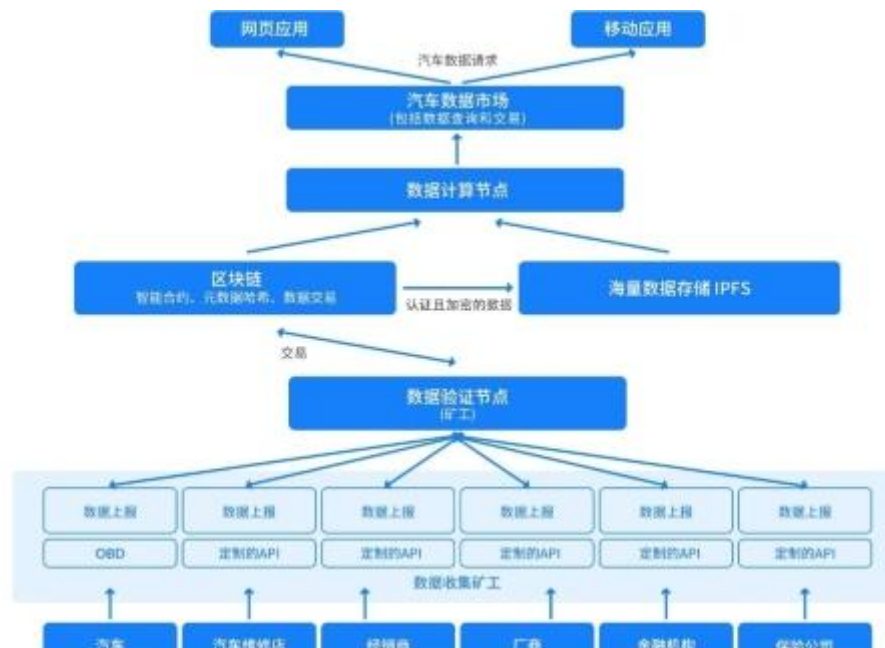 网页应用
移动应用
汽车数据请求
汽车数据市场
(包括数据查询和交易)
数据计算节点
区块链
智能合约、元数据哈希、数据交易
海量数据存储 IPFS
认证且加密的数据
交易
数据验证节点
(矿工)
数据上报 数据上报 数据上报 数据上报 数据上报 数据上报
OBD 定制的API 定制的API 定制的API 定制的API 定制的API
数据收集矿工
汽车 汽车维修店 经销商 厂商 金融机构 保险公司